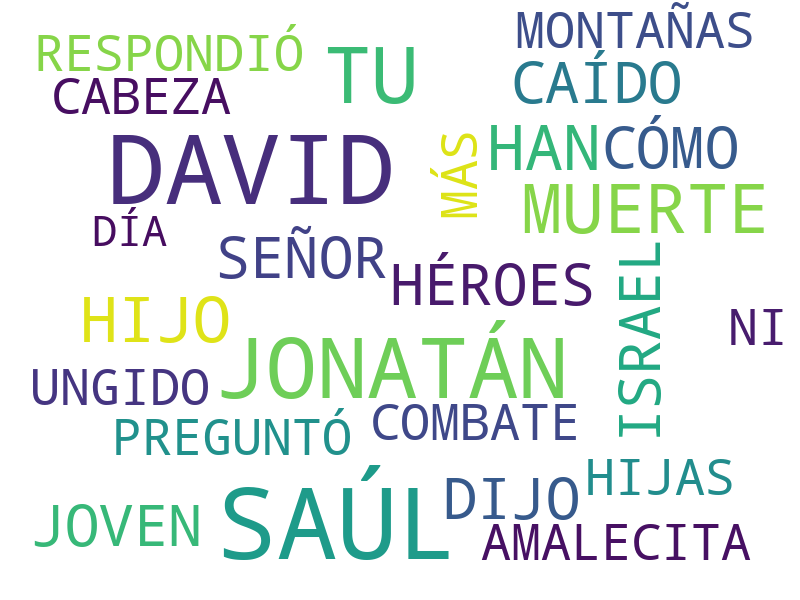 RESPONDIÓ
TU
MONTAÑAS
CABEZA
CAÍDO
DAVID
MÁS
HAN
CÓMO
MUERTE
DÍA
SEÑOR
HÉROES
ISRAEL
HIJO
NI
JONATÁN
UNGIDO
COMBATE
PREGUNTÓ
HIJAS
JOVEN
SAÚL
DIJO
AMALECITA